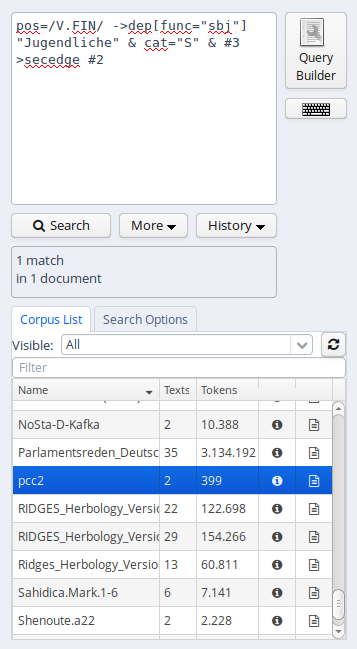 pos=/V.FIN/ ->dep[func="sbj"]
"Jugendliche" & cat="S" & #3
>secedge #2
Query
Builder
Search More History
1 match
in 1 document
Corpus List Search Options
Visible: All
Filter
Name Texts Tokens
NoSta-D-Kafka 2 10.388
Parlamentsreden_Deutsc 35 3.134.192
pcc2 2 399
RIDGES_Herbology_Versic 22 122.698
RIDGES_Herbology_Versic 29 154.266
Ridges_Herbology_Versio 13 60.811
Sahidica.Mark.1-6 6 7.141
Shenoute.a22 2 2.228